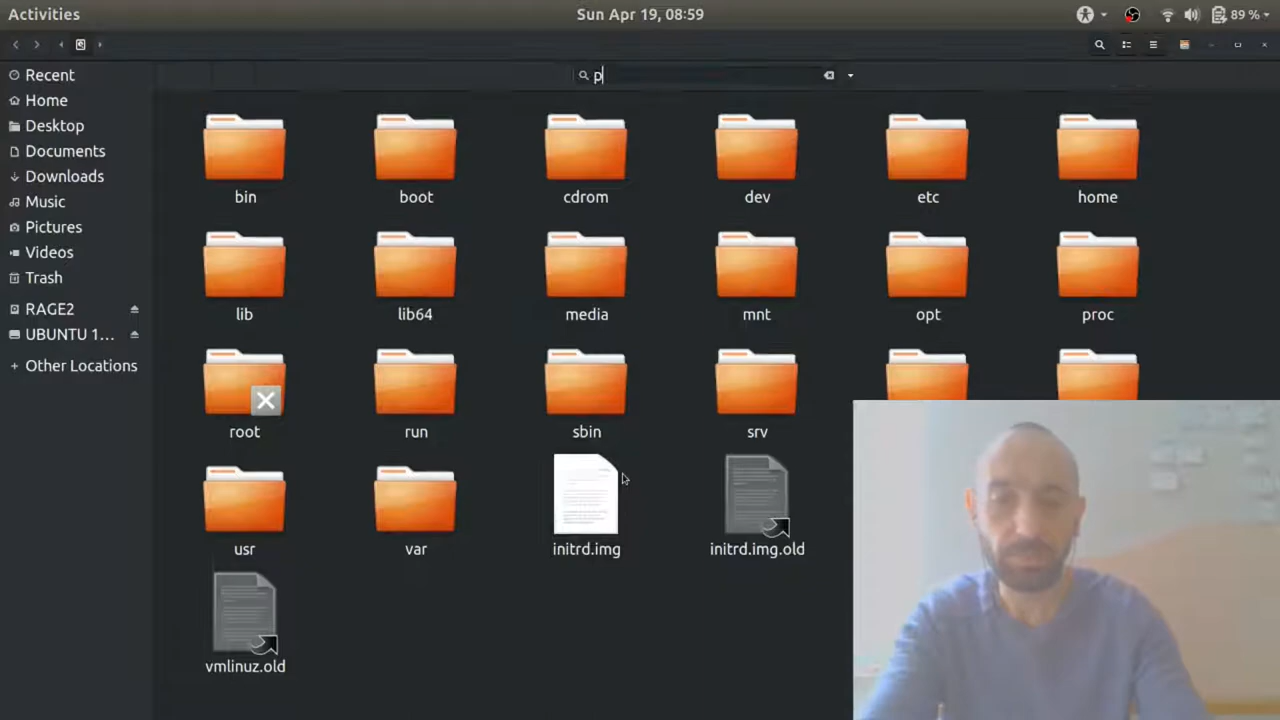 Activities
Sun Apr 19, 08:59
89 %
p
Recent
Home
Desktop
Documents
Downloads
Music
Pictures
Videos
Trash
RAGE2
UBUNTU 1…
Other Locations
bin
boot
cdrom
dev
etc
home
lib
lib64
media
mnt
opt
proc
root
run
sbin
srv
usr
var
initrd.img
initrd.img.old
vmlinuz.old